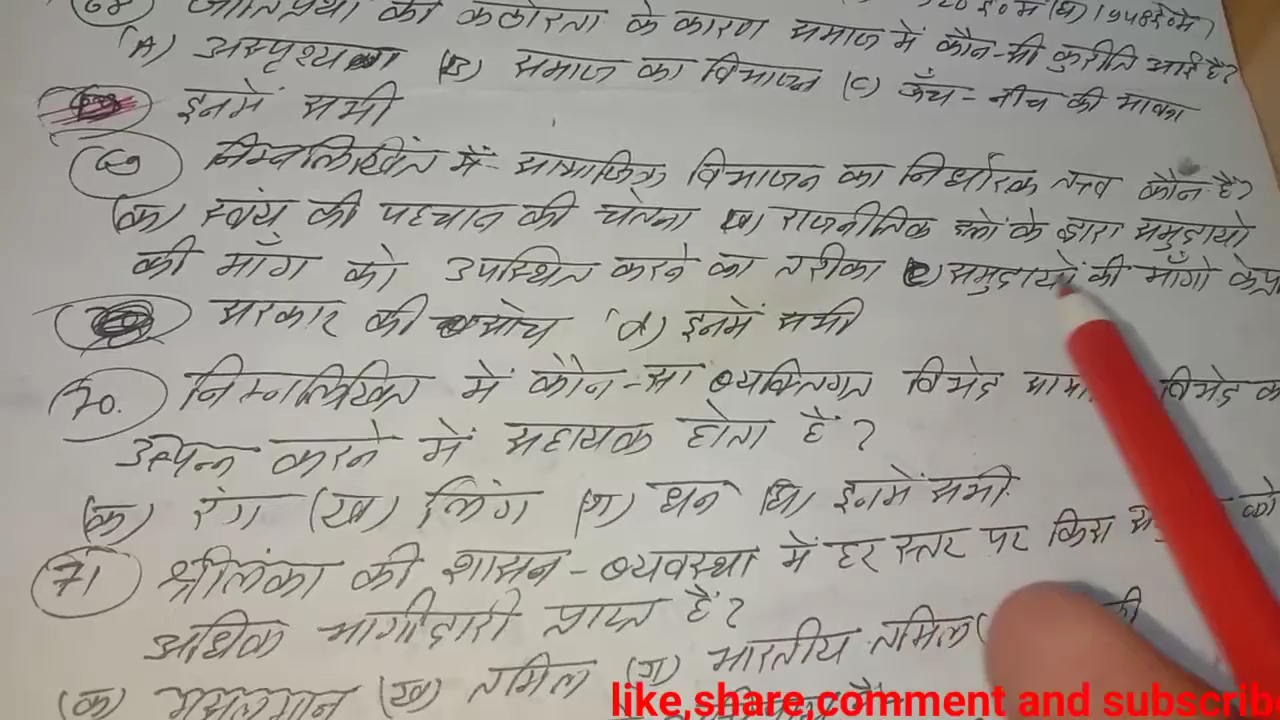 68 जातिप्रथा की कठोरता के कारण समाज में कौन-सी कुरीति आई है?
(A) अस्पृश्यता (B) समाज का विभाजन (C) ऊँच-नीच की भावना
इनमें सभी
69 निम्नलिखित में सामाजिक विभाजन का निर्धारक तत्त्व कौन है?
(क) स्वंय की पहचान की चेतना (ख) राजनीतिक दलों के द्वारा समुदायो
की माँग को उपस्थित करने का तरीका (c) समुदायों की माँगो के
सरकार की सोच (d) इनमें सभी
70. निम्नलिखित में कौन-सा व्यक्तिगत विभेद विभेद
उत्पन्न करने में सहायक होता है ?
(क) रंग (ख) लिंग (ग) धन (घ) इनमें सभी
71 श्रीलंका की शासन-व्यवस्था में हर स्तर पर किस को
अधिक भागीदारी प्राप्त है ?
(क) मुसलमान (ख) तमिल (ग) भारतीय तमिल
like,share,comment and subscrib